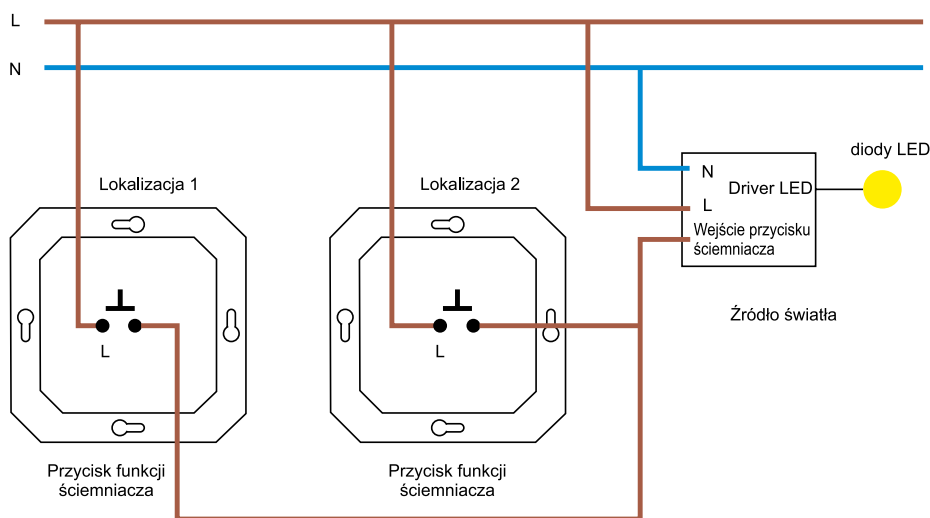 L
N
diody LED
Lokalizacja 1
Lokalizacja 2
N
Driver LED
L
Wejście przycisku
ściemniacza
Źródło światła
L
L
Przycisk funkcji
ściemniacza
Przycisk funkcji
ściemniacza